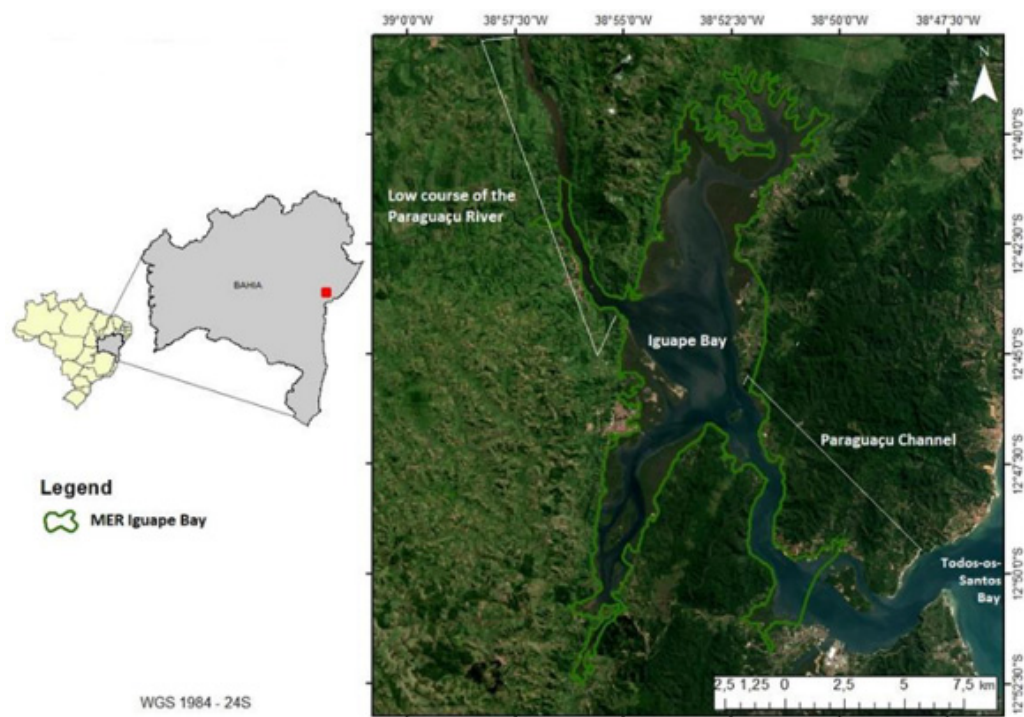 39°0'0"W
38°57'30"W
38°55'0"W
38°52'30"W
38°50'0"W
38°47'30"W
N
12°40'0"S
Low course of the
Paraguaçu River
12°42'30"S
BAHIA
Iguape Bay
12°45'0"S
Paraguaçu Channel
12°47'30"S
Legend
MER Iguape Bay
Todos-os-
Santos
Bay
12°50'0"S
2,5 1,25 0 2,5 5 7,5 km
12°52'30"S
WGS 1984 - 24S